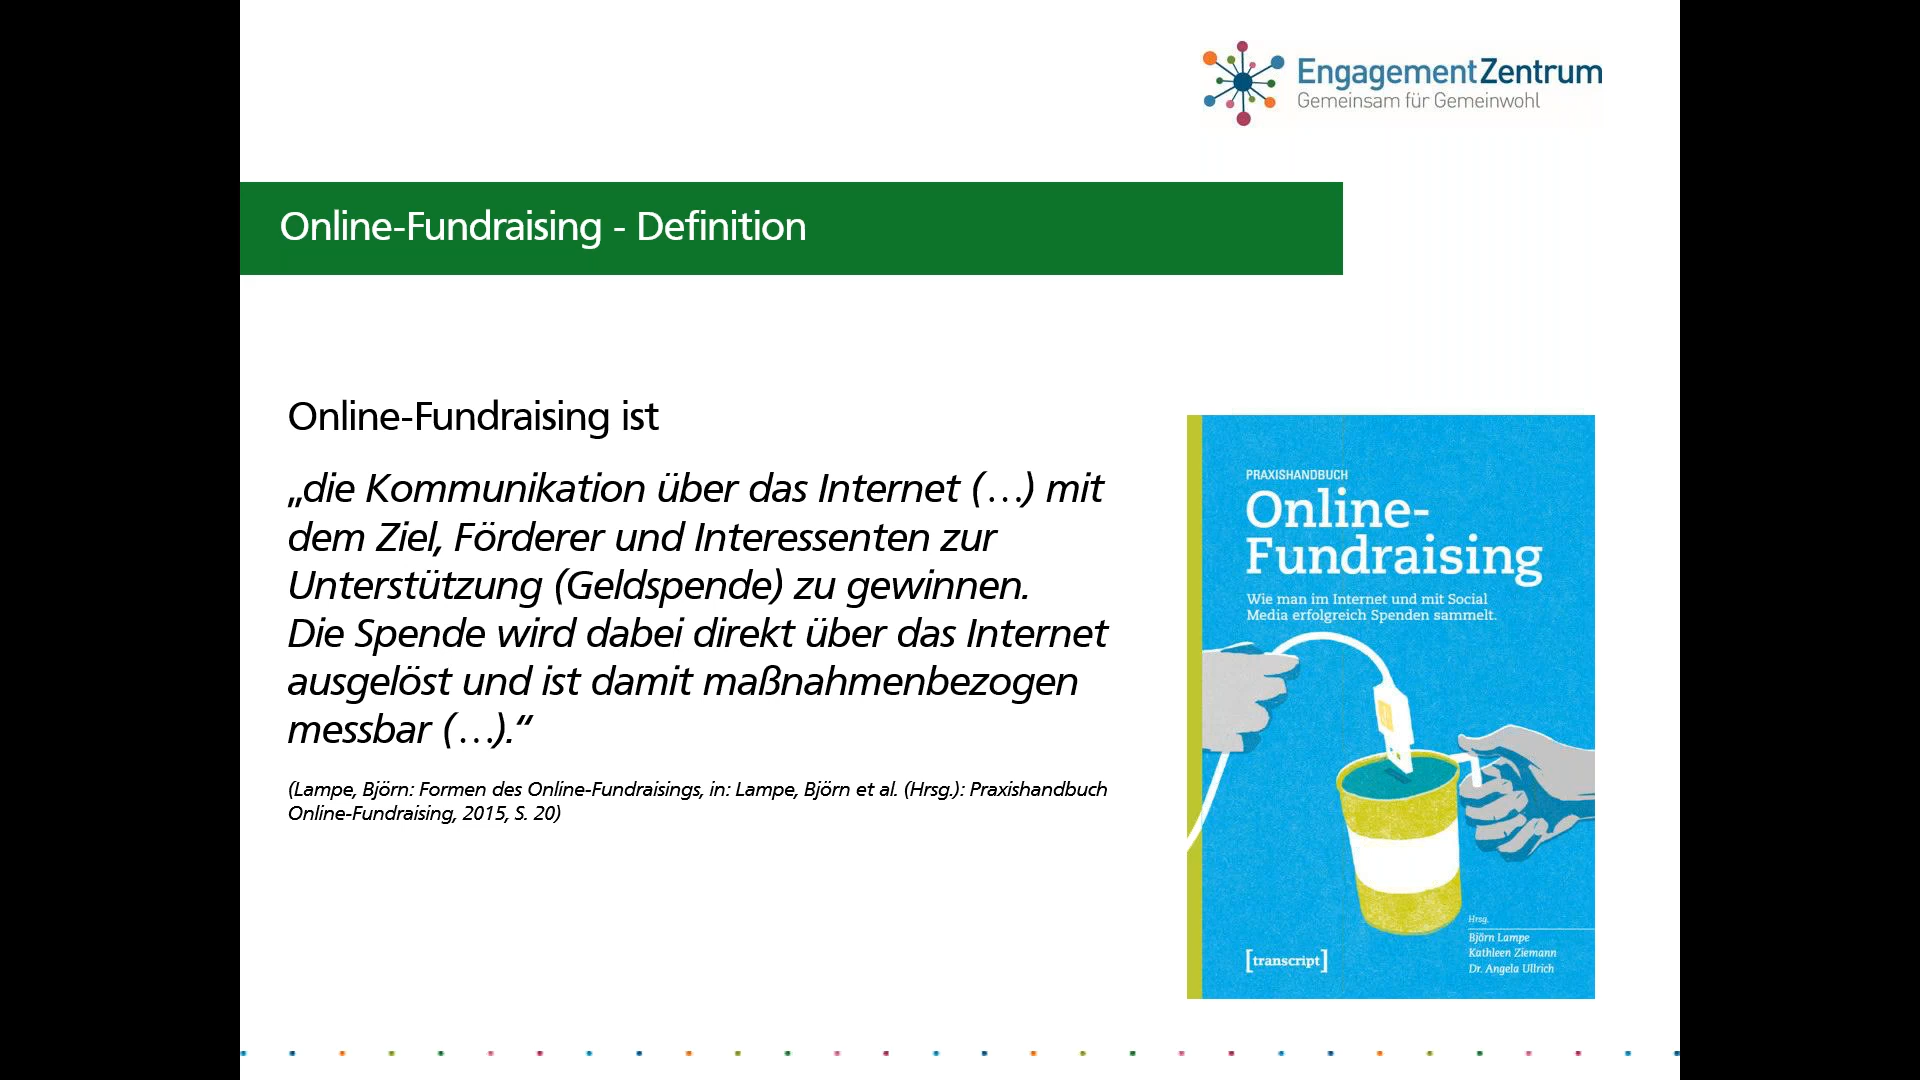 EngagementZentrum
Gemeinsam für Gemeinwohl
Online-Fundraising - Definition
Online-Fundraising ist
„die Kommunikation über das Internet (…) mit
dem Ziel, Förderer und Interessenten zur
Unterstützung (Geldspende) zu gewinnen.
Die Spende wird dabei direkt über das Internet
ausgelöst und ist damit maßnahmenbezogen
messbar (…).“
(Lampe, Björn: Formen des Online-Fundraisings, in: Lampe, Björn et al. (Hrsg.): Praxishandbuch
Online-Fundraising, 2015, S. 20)
PRAXISHANDBUCH
Online-
Fundraising
Wie man im Internet und mit Social
Media erfolgreich Spenden sammelt.
Hrsg.
Björn Lampe
Kathleen Ziemann
Dr. Angela Ullrich
[transcript]